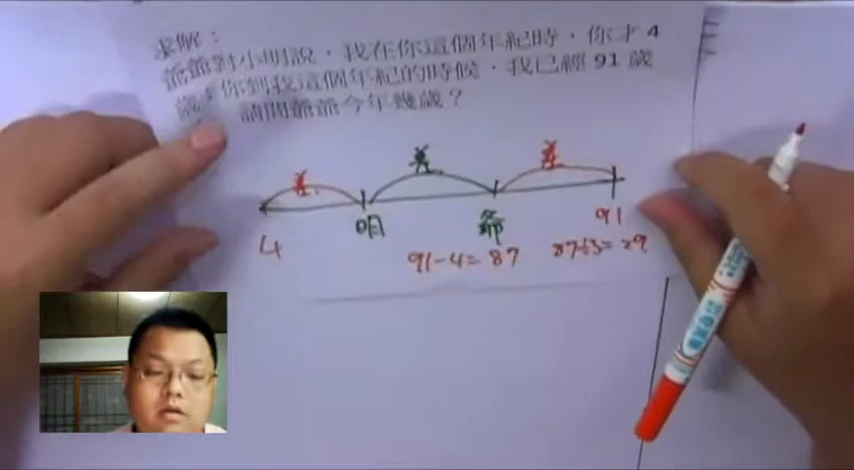 求解：
爺爺對小明說，我在你這個年紀時，你才4
歲，你到我這個年紀的時候，我已經91歲
請問爺爺今年幾歲？
差 差 差
4 明 爺 91
91-4=87 87÷3=29